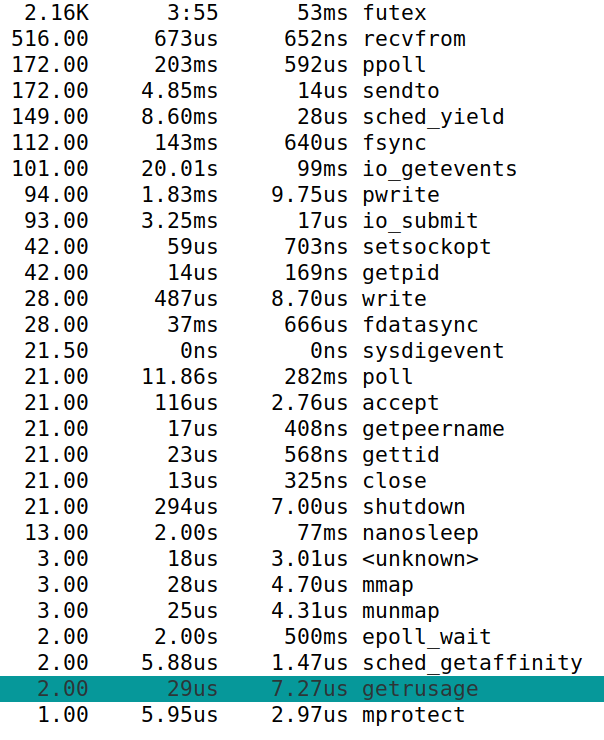 2.16K 3:55 53ms futex
516.00 673us 652ns recvfrom
172.00 203ms 592us ppoll
172.00 4.85ms 14us sendto
149.00 8.60ms 28us sched_yield
112.00 143ms 640us fsync
101.00 20.01s 99ms io_getevents
94.00 1.83ms 9.75us pwrite
93.00 3.25ms 17us io_submit
42.00 59us 703ns setsockopt
42.00 14us 169ns getpid
28.00 487us 8.70us write
28.00 37ms 666us fdatasync
21.50 0ns 0ns sysdigevent
21.00 11.86s 282ms poll
21.00 116us 2.76us accept
21.00 17us 408ns getpeername
21.00 23us 568ns gettid
21.00 13us 325ns close
21.00 294us 7.00us shutdown
13.00 2.00s 77ms nanosleep
3.00 18us 3.01us <unknown>
3.00 28us 4.70us mmap
3.00 25us 4.31us munmap
2.00 2.00s 500ms epoll_wait
2.00 5.88us 1.47us sched_getaffinity
2.00 29us 7.27us getrusage
1.00 5.95us 2.97us mprotect